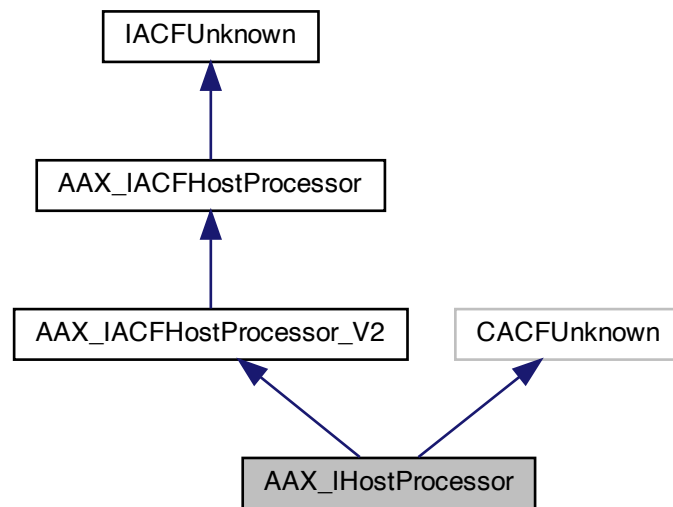 IACFUnknown
AAX_IACFHostProcessor
AAX_IACFHostProcessor_V2
CACFUnknown
AAX_IHostProcessor